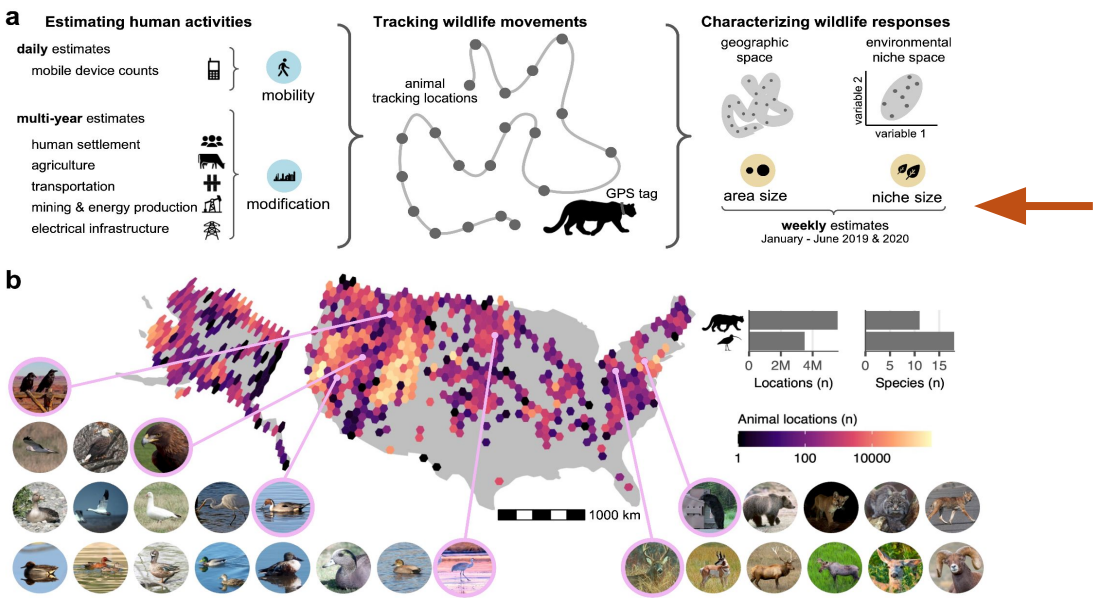 a
Estimating human activities
daily estimates
mobile device counts
mobility
multi-year estimates
human settlement
agriculture
transportation
mining & energy production
electrical infrastructure
modification
Tracking wildlife movements
animal
tracking locations
GPS tag
Characterizing wildlife responses
geographic
space
environmental
niche space
variable 2
variable 1
area size
niche size
weekly estimates
January - June 2019 & 2020
b
0 2M 4M
Locations (n)
0 5 10 15
Species (n)
Animal locations (n)
1 100 10000
1000 km